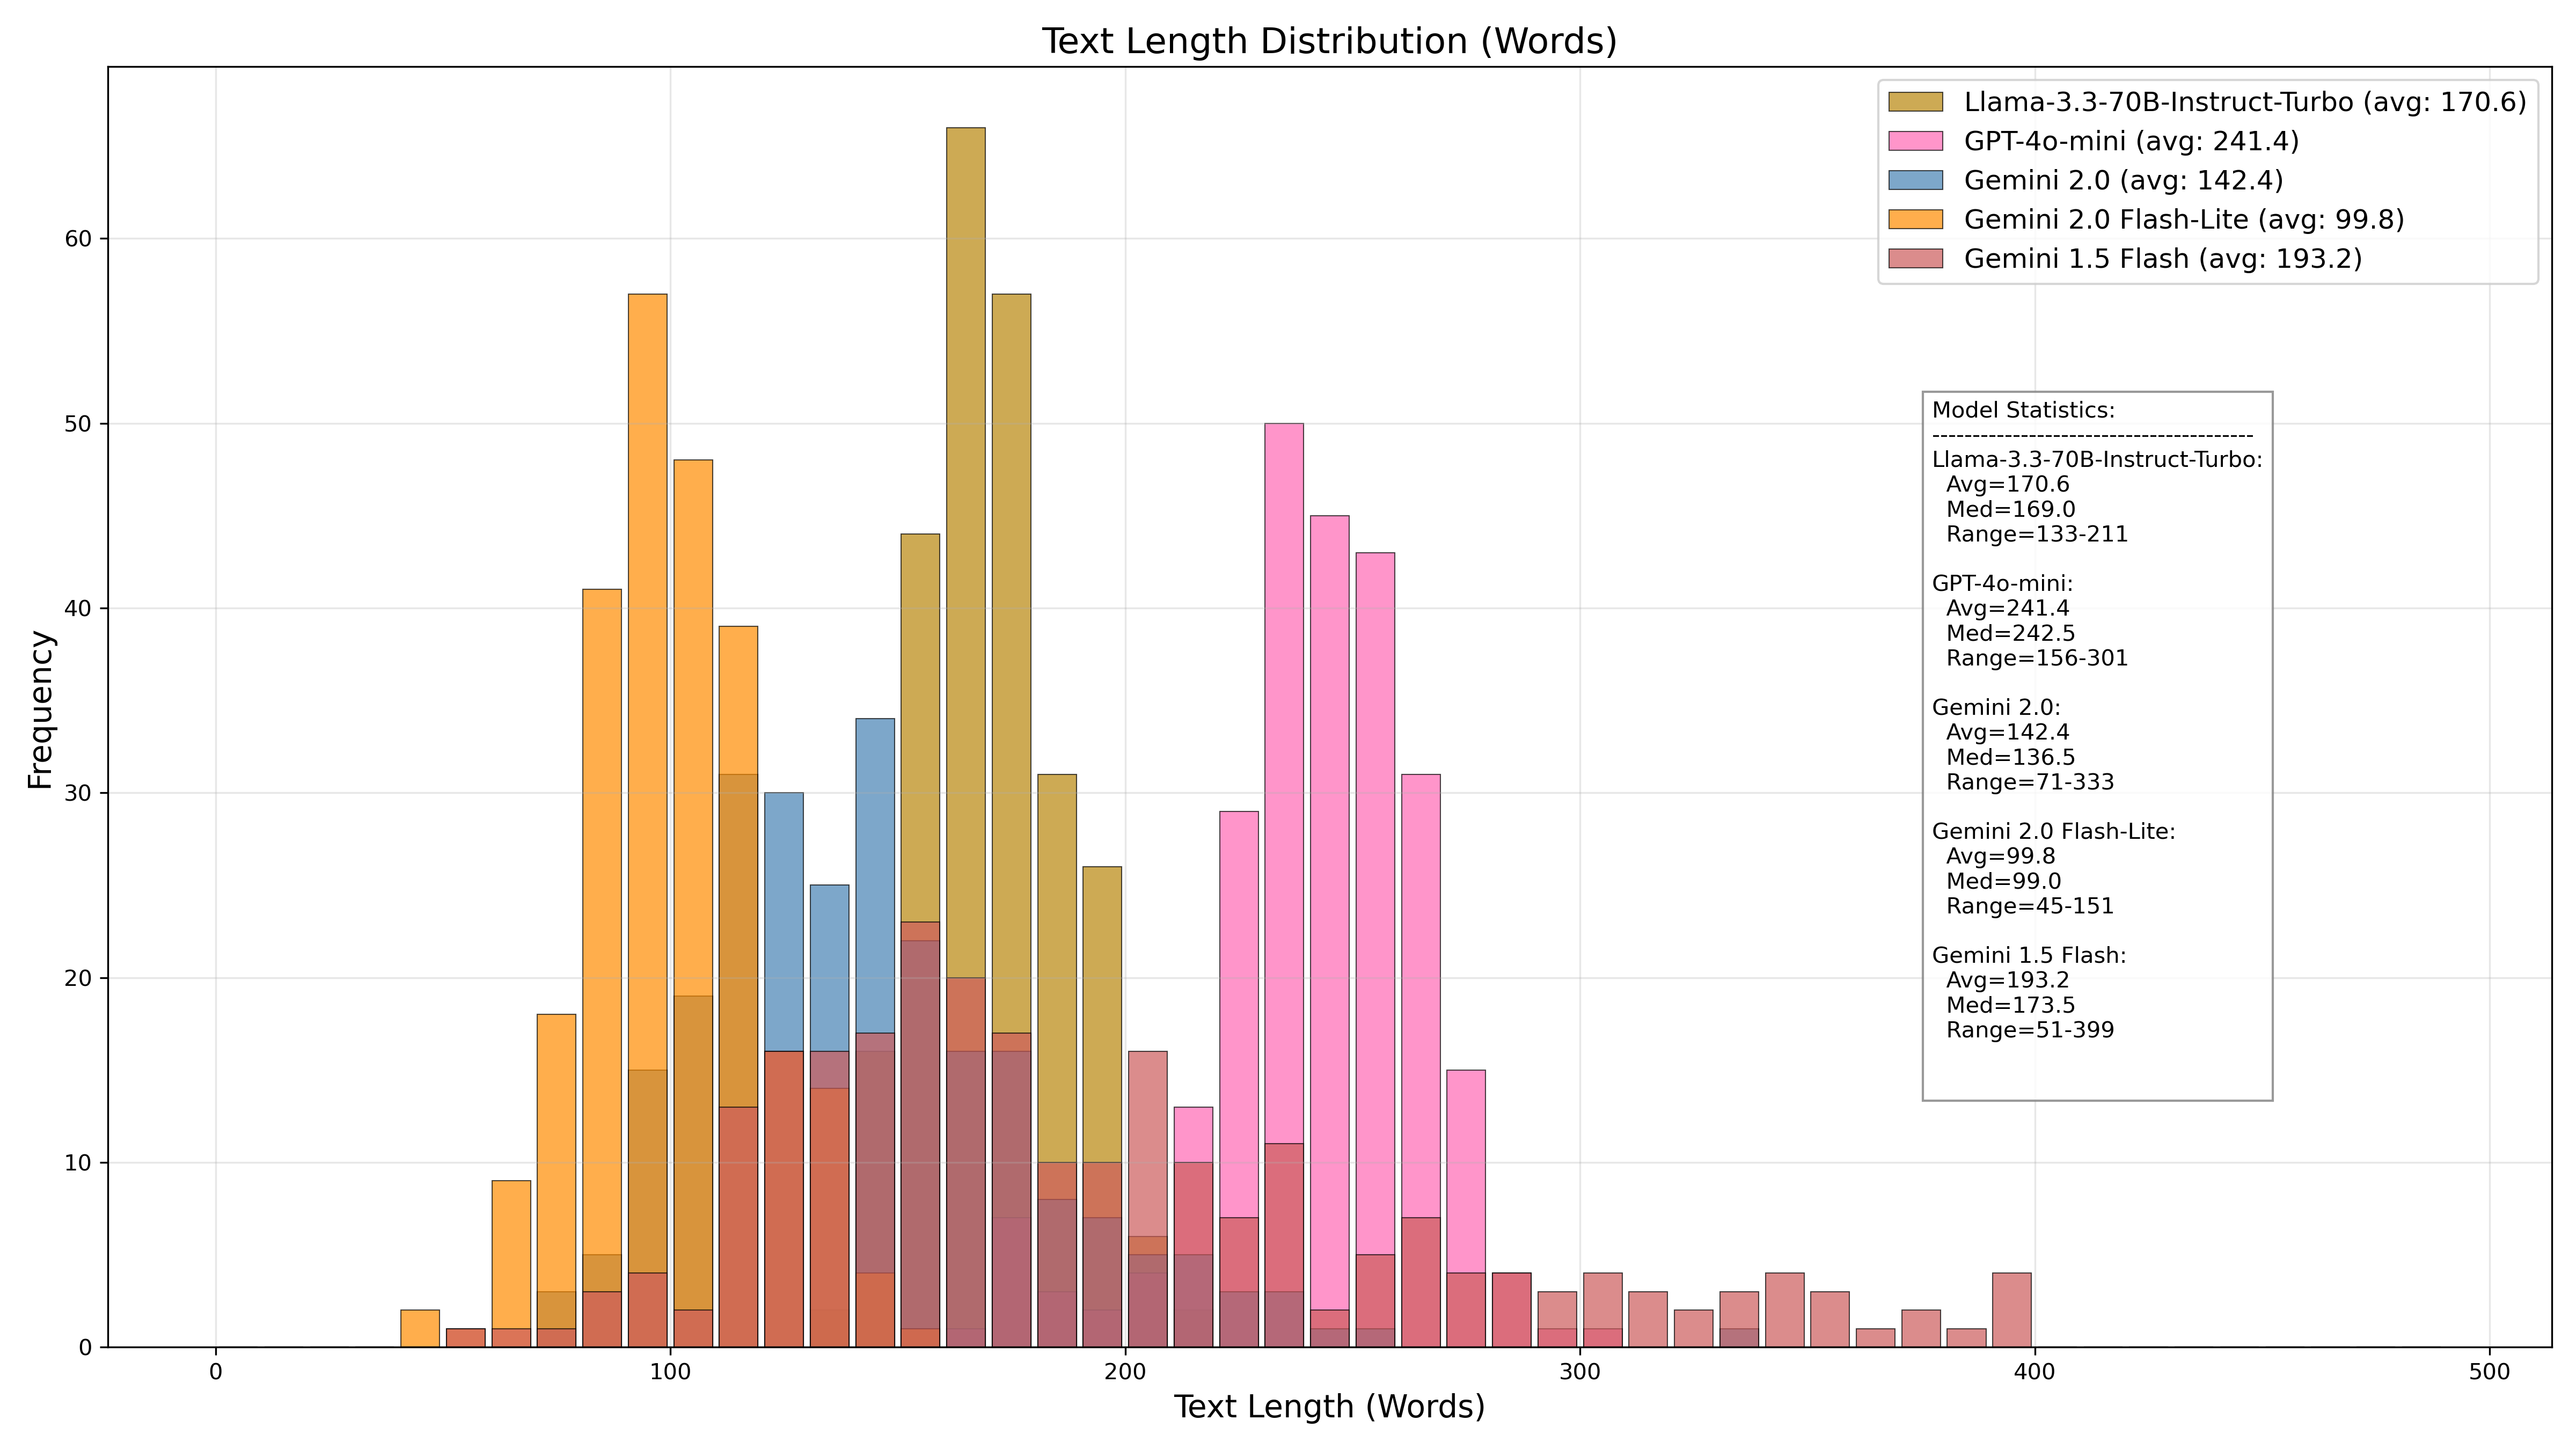 Text Length Distribution (Words)
Llama-3.3-70B-Instruct-Turbo (avg: 170.6)
GPT-4o-mini (avg: 241.4)
Gemini 2.0 (avg: 142.4)
Gemini 2.0 Flash-Lite (avg: 99.8)
Gemini 1.5 Flash (avg: 193.2)
Model Statistics:
----------------------------------------
Llama-3.3-70B-Instruct-Turbo:
Avg=170.6
Med=169.0
Range=133-211
GPT-4o-mini:
Avg=241.4
Med=242.5
Range=156-301
Gemini 2.0:
Avg=142.4
Med=136.5
Range=71-333
Gemini 2.0 Flash-Lite:
Avg=99.8
Med=99.0
Range=45-151
Gemini 1.5 Flash:
Avg=193.2
Med=173.5
Range=51-399
Frequency
60
50
40
30
20
10
0
0 100 200 300 400 500
Text Length (Words)